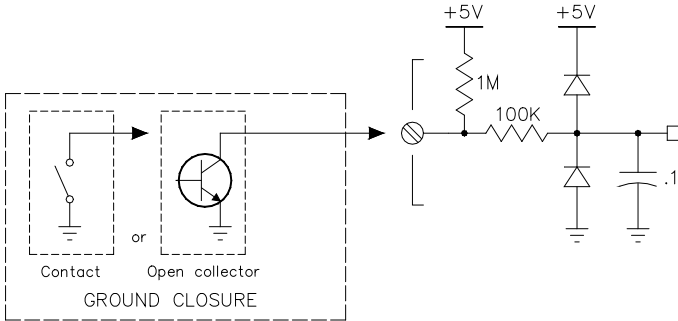 +5V
+5V
1M
100K
.1
or
Contact
Open collector
GROUND CLOSURE